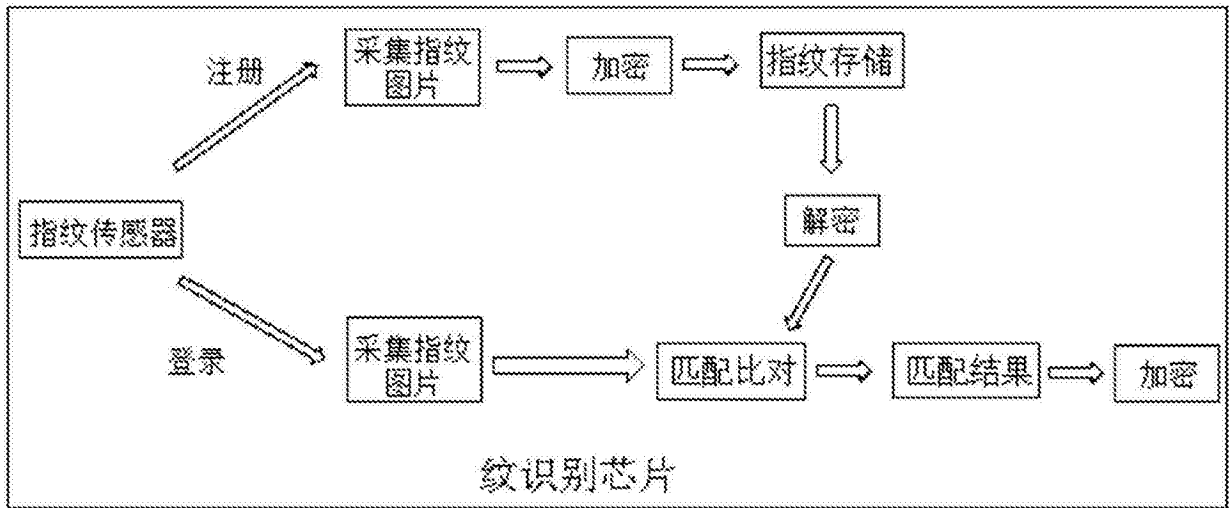 注册
采集指纹
图片
加密
指纹存储
解密
指纹传感器
登录
采集指纹
图片
匹配比对
匹配结果
加密
纹识别芯片